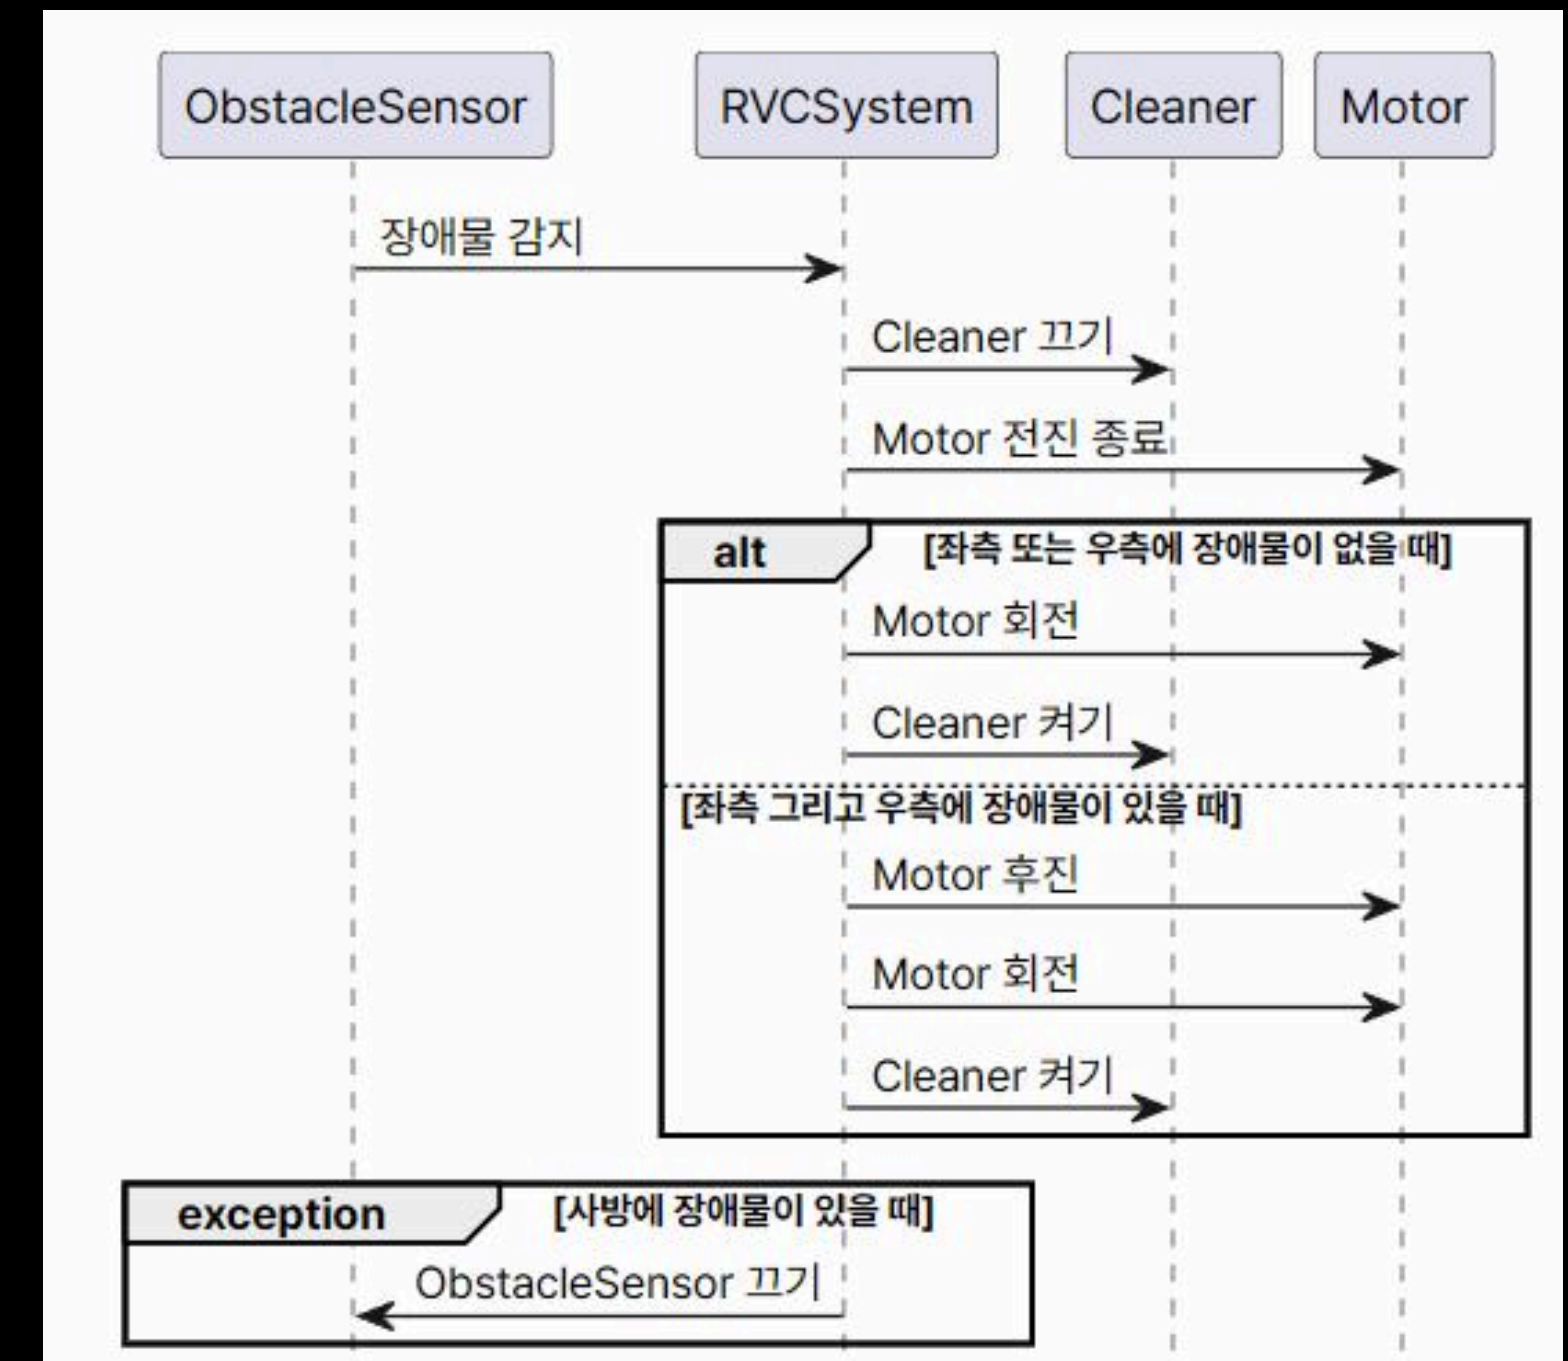 ObstacleSensor
RVCSystem
Cleaner
Motor
장애물 감지
Cleaner 끄기
Motor 전진 종료
alt
[좌측 또는 우측에 장애물이 없을 때]
Motor 회전
Cleaner 켜기
[좌측 그리고 우측에 장애물이 있을 때]
Motor 후진
Motor 회전
Cleaner 켜기
exception
[사방에 장애물이 있을 때]
ObstacleSensor 끄기